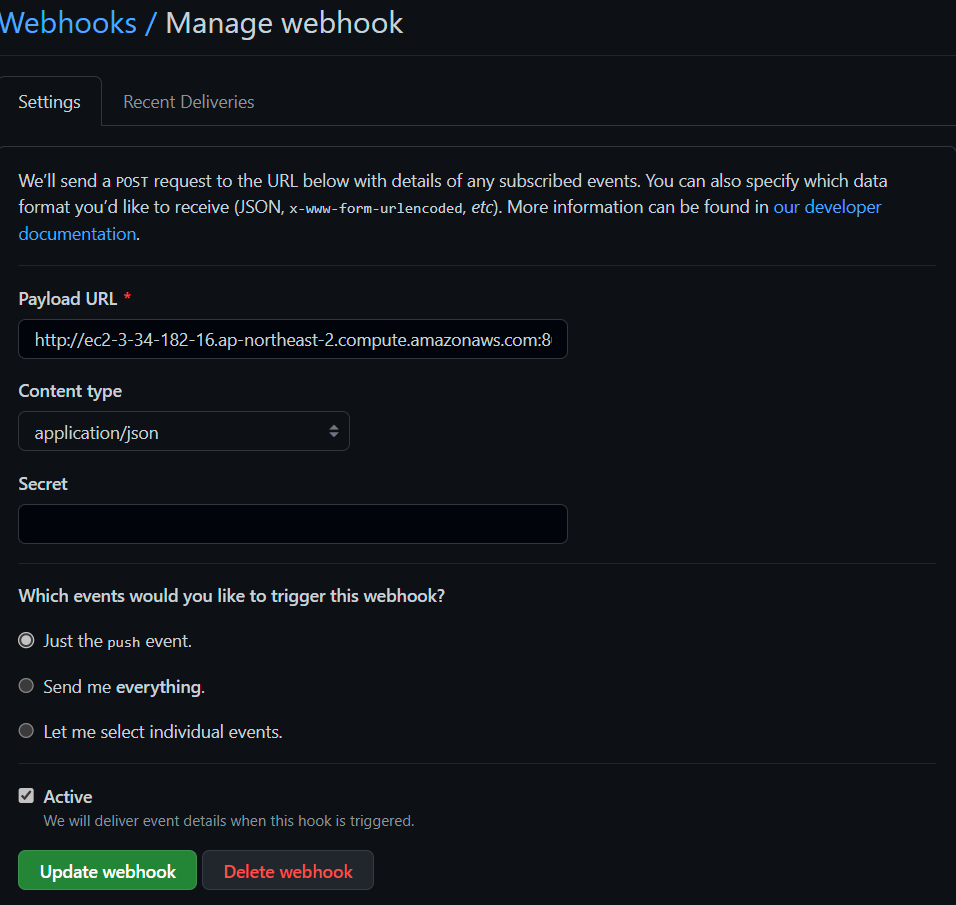 Webhooks / Manage webhook
Settings
Recent Deliveries
We’ll send a POST request to the URL below with details of any subscribed events. You can also specify which data
format you’d like to receive (JSON, x-www-form-urlencoded, etc). More information can be found in our developer
documentation.
Payload URL *
http://ec2-3-34-182-16.ap-northeast-2.compute.amazonaws.com:8
Content type
application/json
Secret
Which events would you like to trigger this webhook?
Just the push event.
Send me everything.
Let me select individual events.
Active
We will deliver event details when this hook is triggered.
Update webhook
Delete webhook